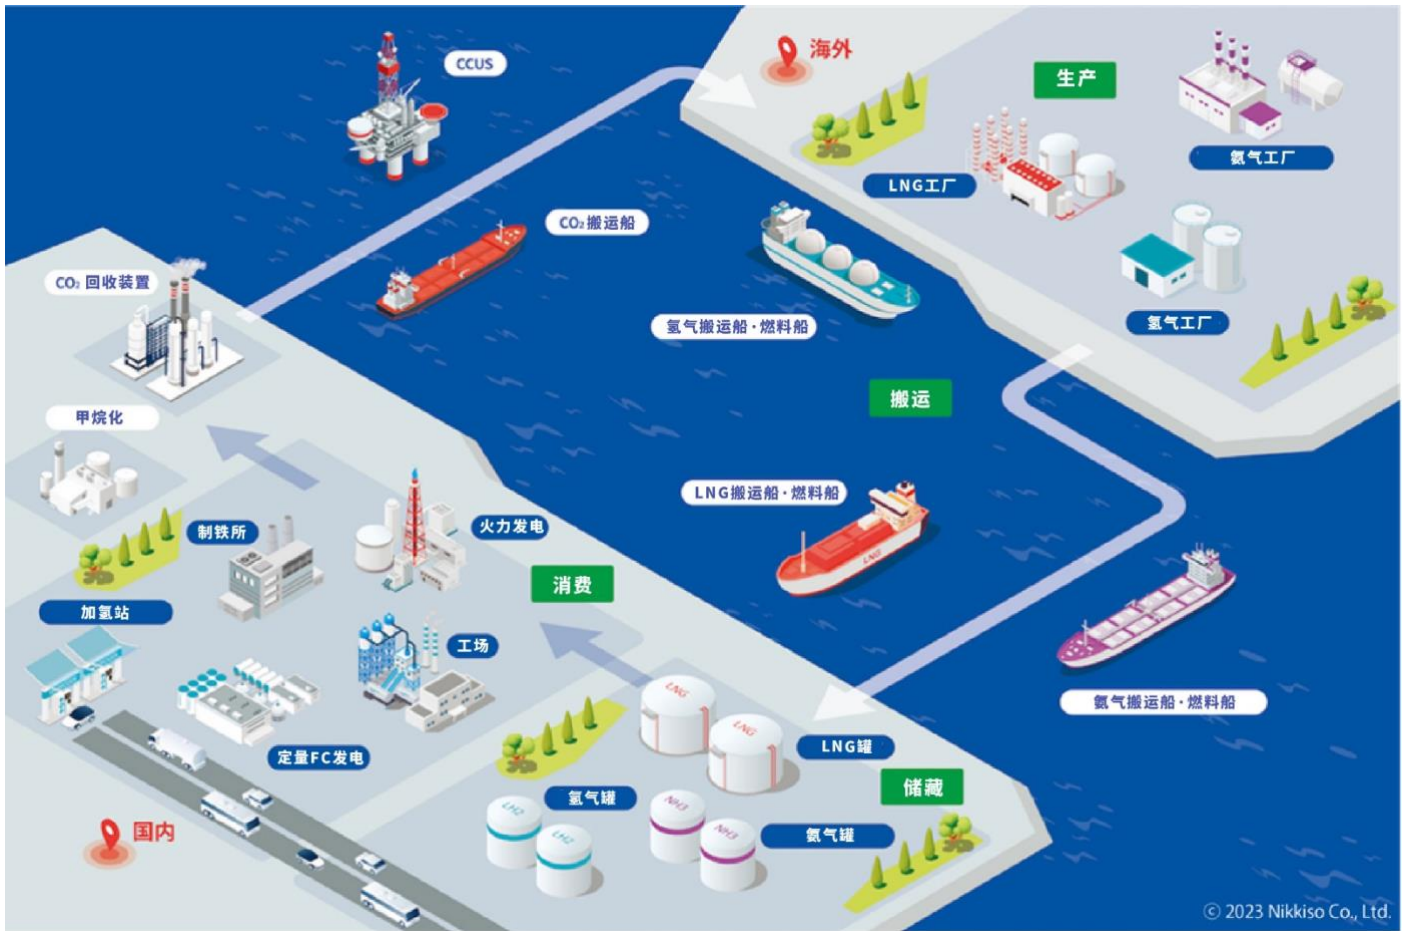 CCUS
海外
生产
氨气工厂
LNG工厂
CO₂搬运船
氢气工厂
CO₂ 回收装置
氢气搬运船·燃料船
搬运
甲烷化
LNG搬运船·燃料船
LNG
制铁所
火力发电
消费
加氢站
工场
氨气搬运船·燃料船
LNG
LNG
LNG罐
定量FC发电
储藏
氢气罐
LH2
LH2
NH3
NH3
氨气罐
国内
© 2023 Nikkiso Co., Ltd.